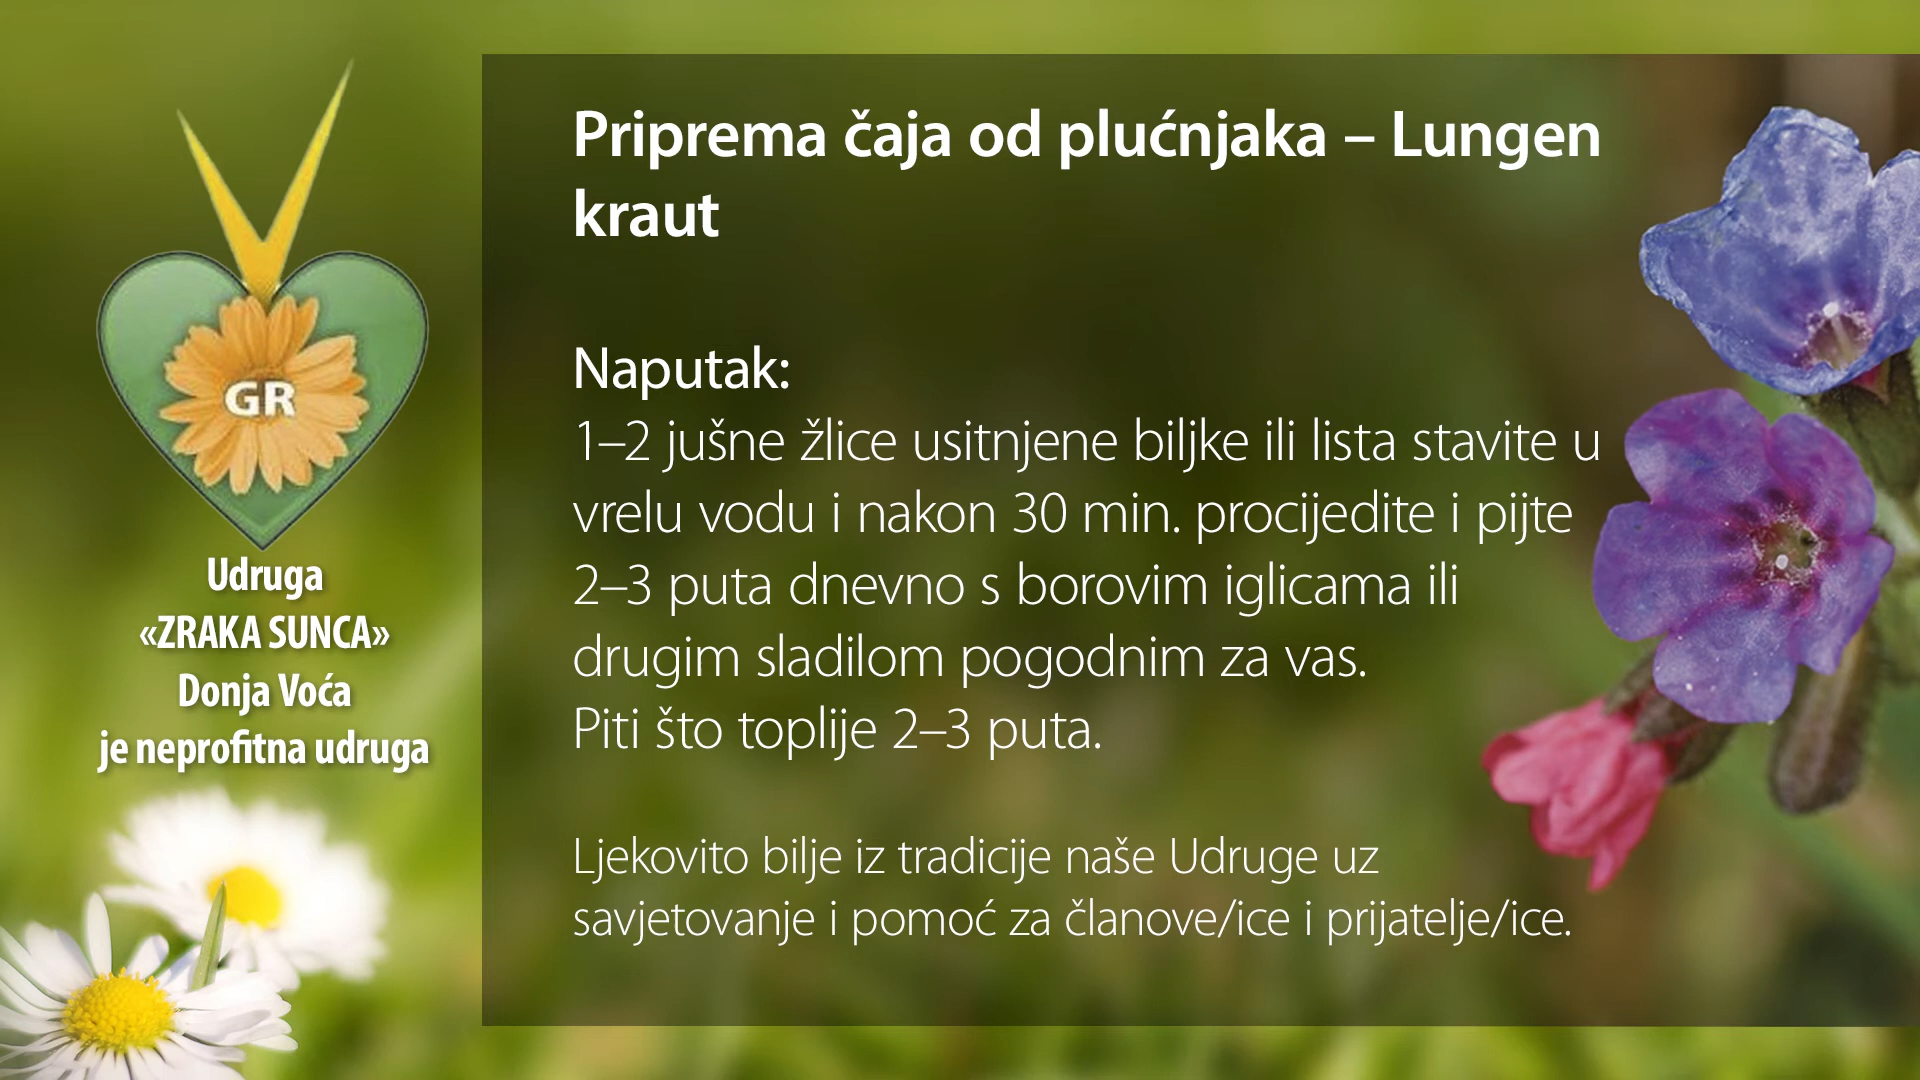 GR
Udruga
«ZRAKA SUNCA»
Donja Voća
je neprofitna udruga
Priprema čaja od plućnjaka – Lungen
kraut
Naputak:
1–2 jušne žlice usitnjene biljke ili lista stavite u
vrelu vodu i nakon 30 min. procijedite i pijte
2–3 puta dnevno s borovim iglicama ili
drugim sladilom pogodnim za vas.
Piti što toplije 2–3 puta.
Ljekovito bilje iz tradicije naše Udruge uz
savjetovanje i pomoć za članove/ice i prijatelje/ice.